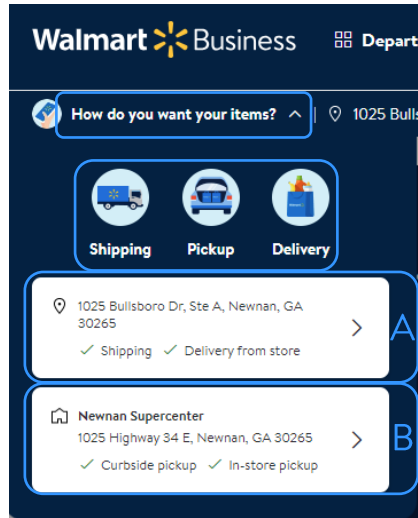 Walmart Business Depart
How do you want your items? | 1025 Bulls
Shipping Pickup Delivery
1025 Bullsboro Dr, Ste A, Newnan, GA
30265
✓ Shipping ✓ Delivery from store
A
Newnan Supercenter
1025 Highway 34 E, Newnan, GA 30265
✓ Curbside pickup ✓ In-store pickup
B